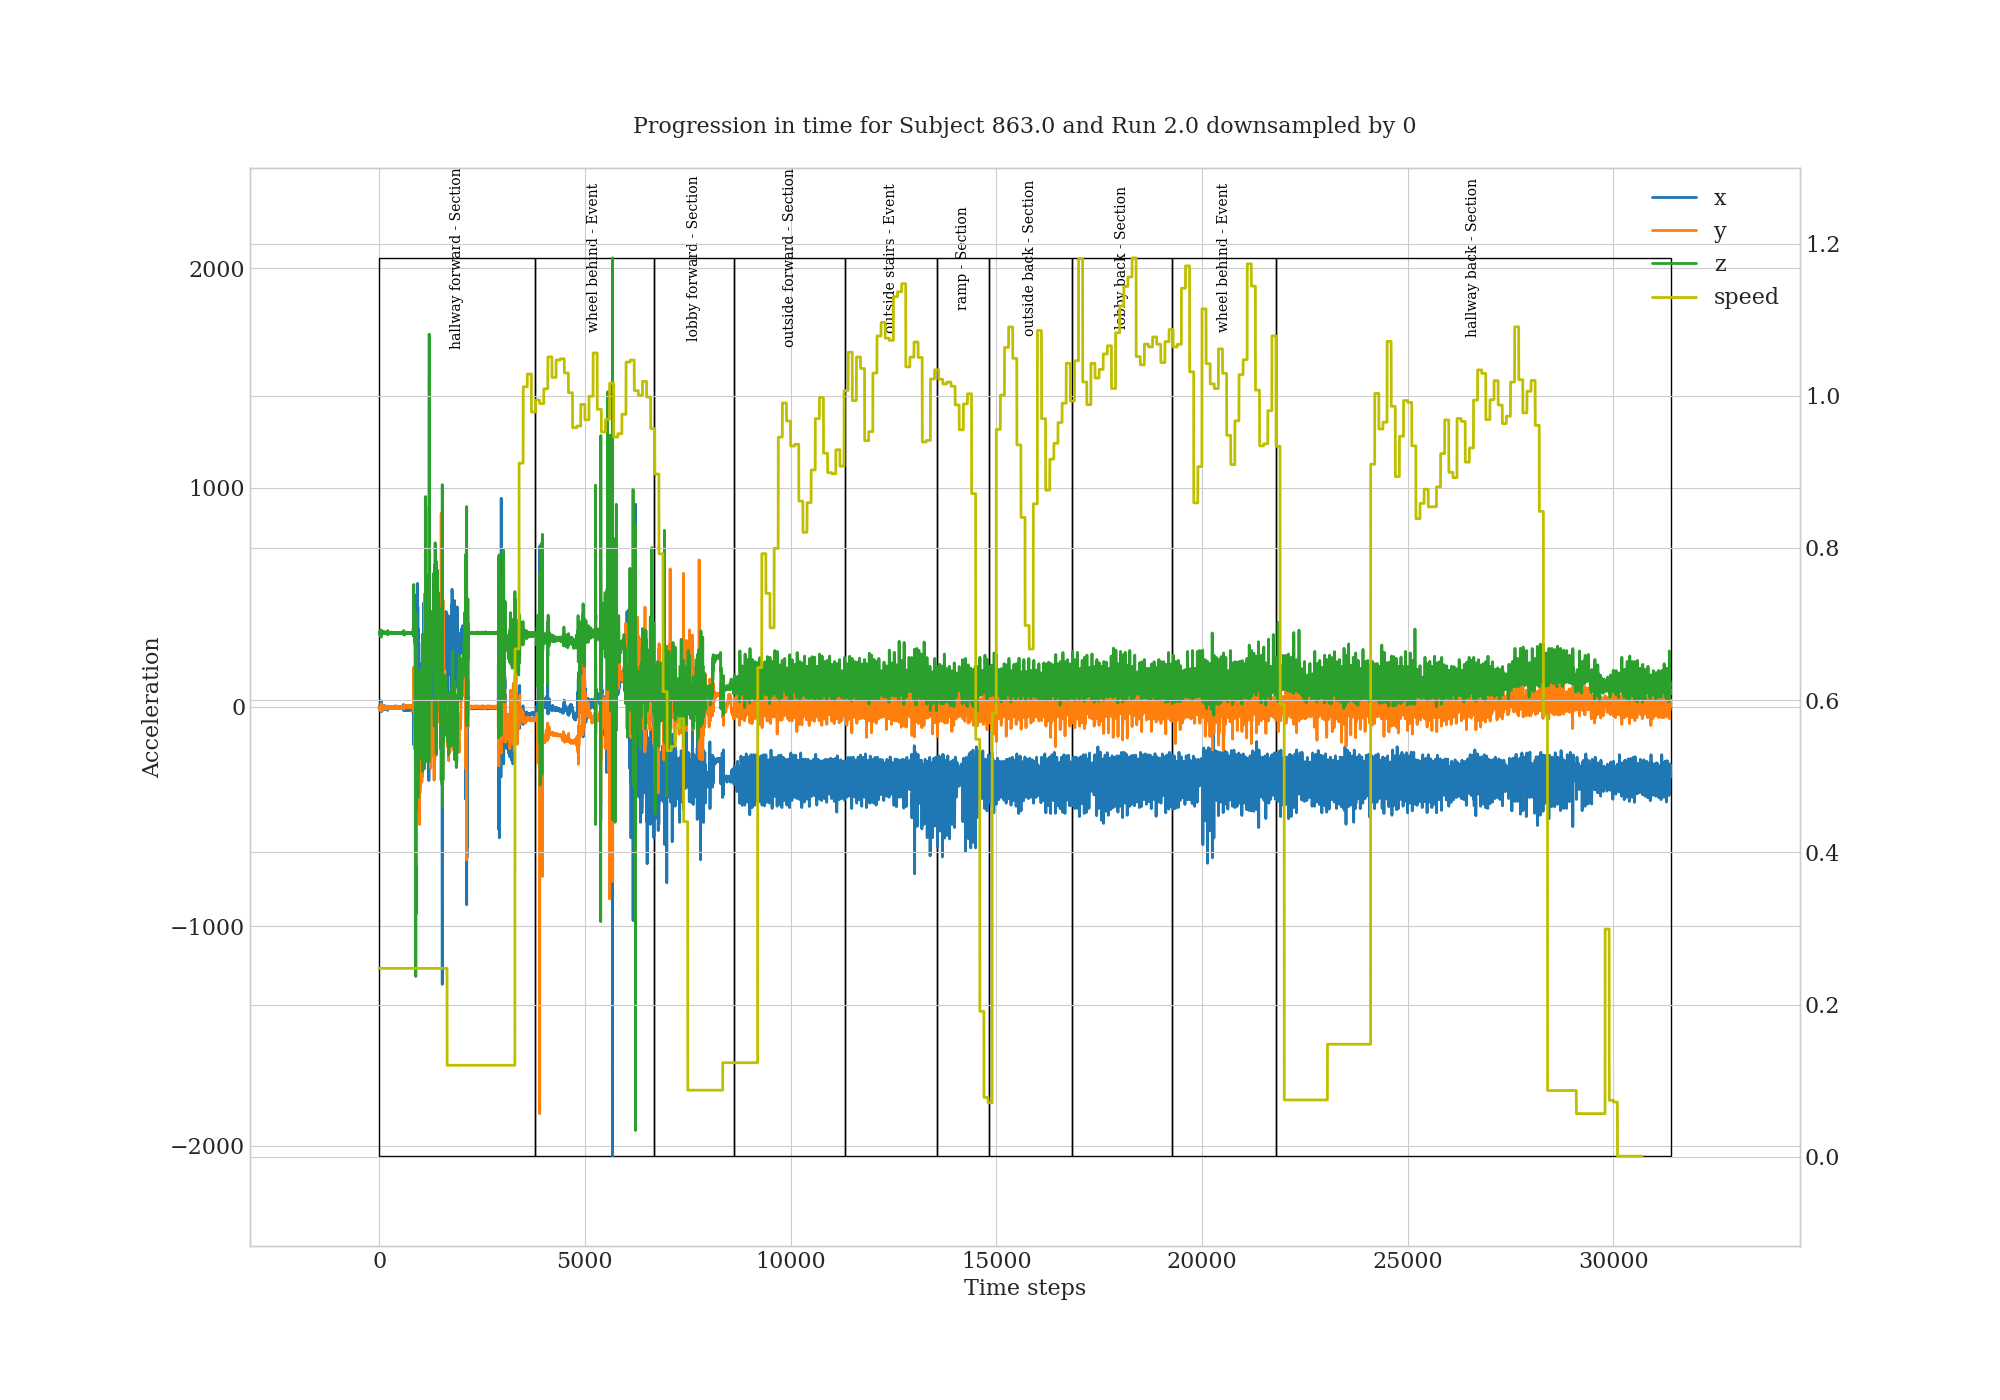 Progression in time for Subject 863.0 and Run 2.0 downsampled by 0
hallway forward - Section
wheel behind - Event
lobby forward - Section
outside forward - Section
outside stairs - Event
ramp - Section
outside back - Section
lobby back - Section
wheel behind - Event
hallway back - Section
x
y
z
speed
2000
1000
0
−1000
−2000
Acceleration
1.2
1.0
0.8
0.6
0.4
0.2
0.0
0
5000
10000
15000
20000
25000
30000
Time steps